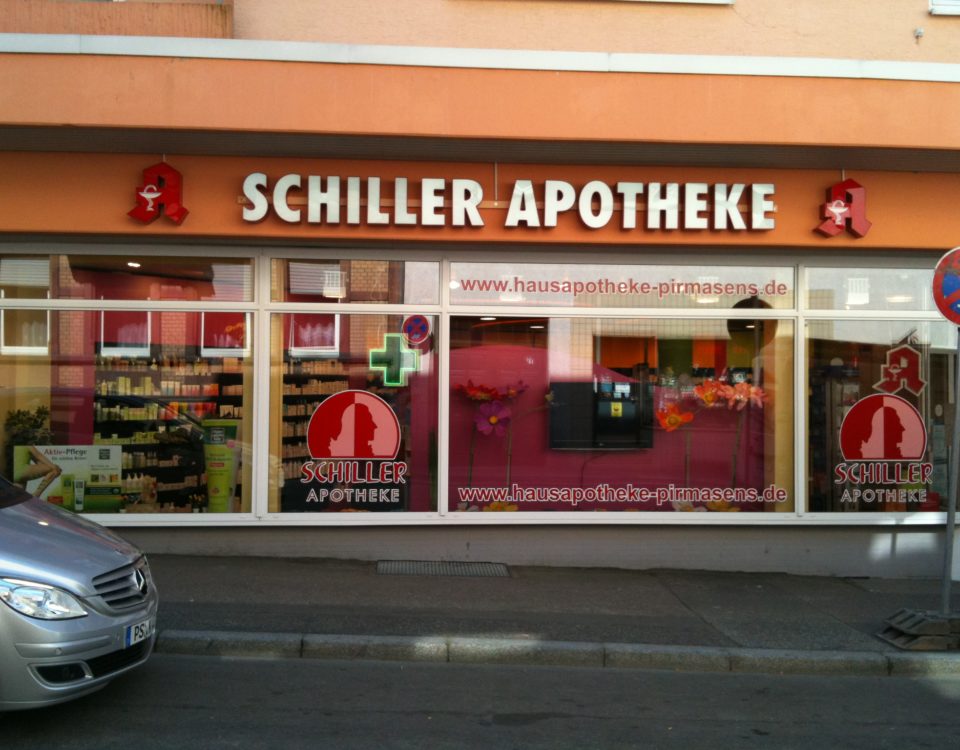 SCHILLER APOTHEKE
www.hausapotheke-pirmasens.de
Aktiv-Pflege
SCHILLER
APOTHEKE
www.hausapotheke-pirmasens.de
SCHILLER
APOTHEKE
PS